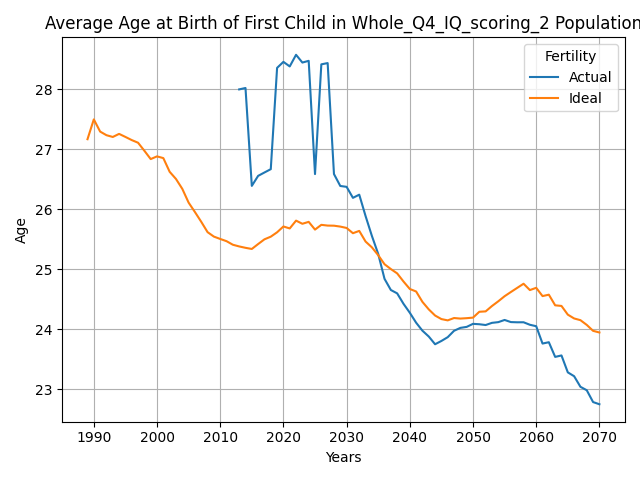 Average Age at Birth of First Child in Whole_Q4_IQ_scoring_2 Population
Fertility
Actual
Ideal
28
27
26
25
24
23
Age
1990 2000 2010 2020 2030 2040 2050 2060 2070
Years